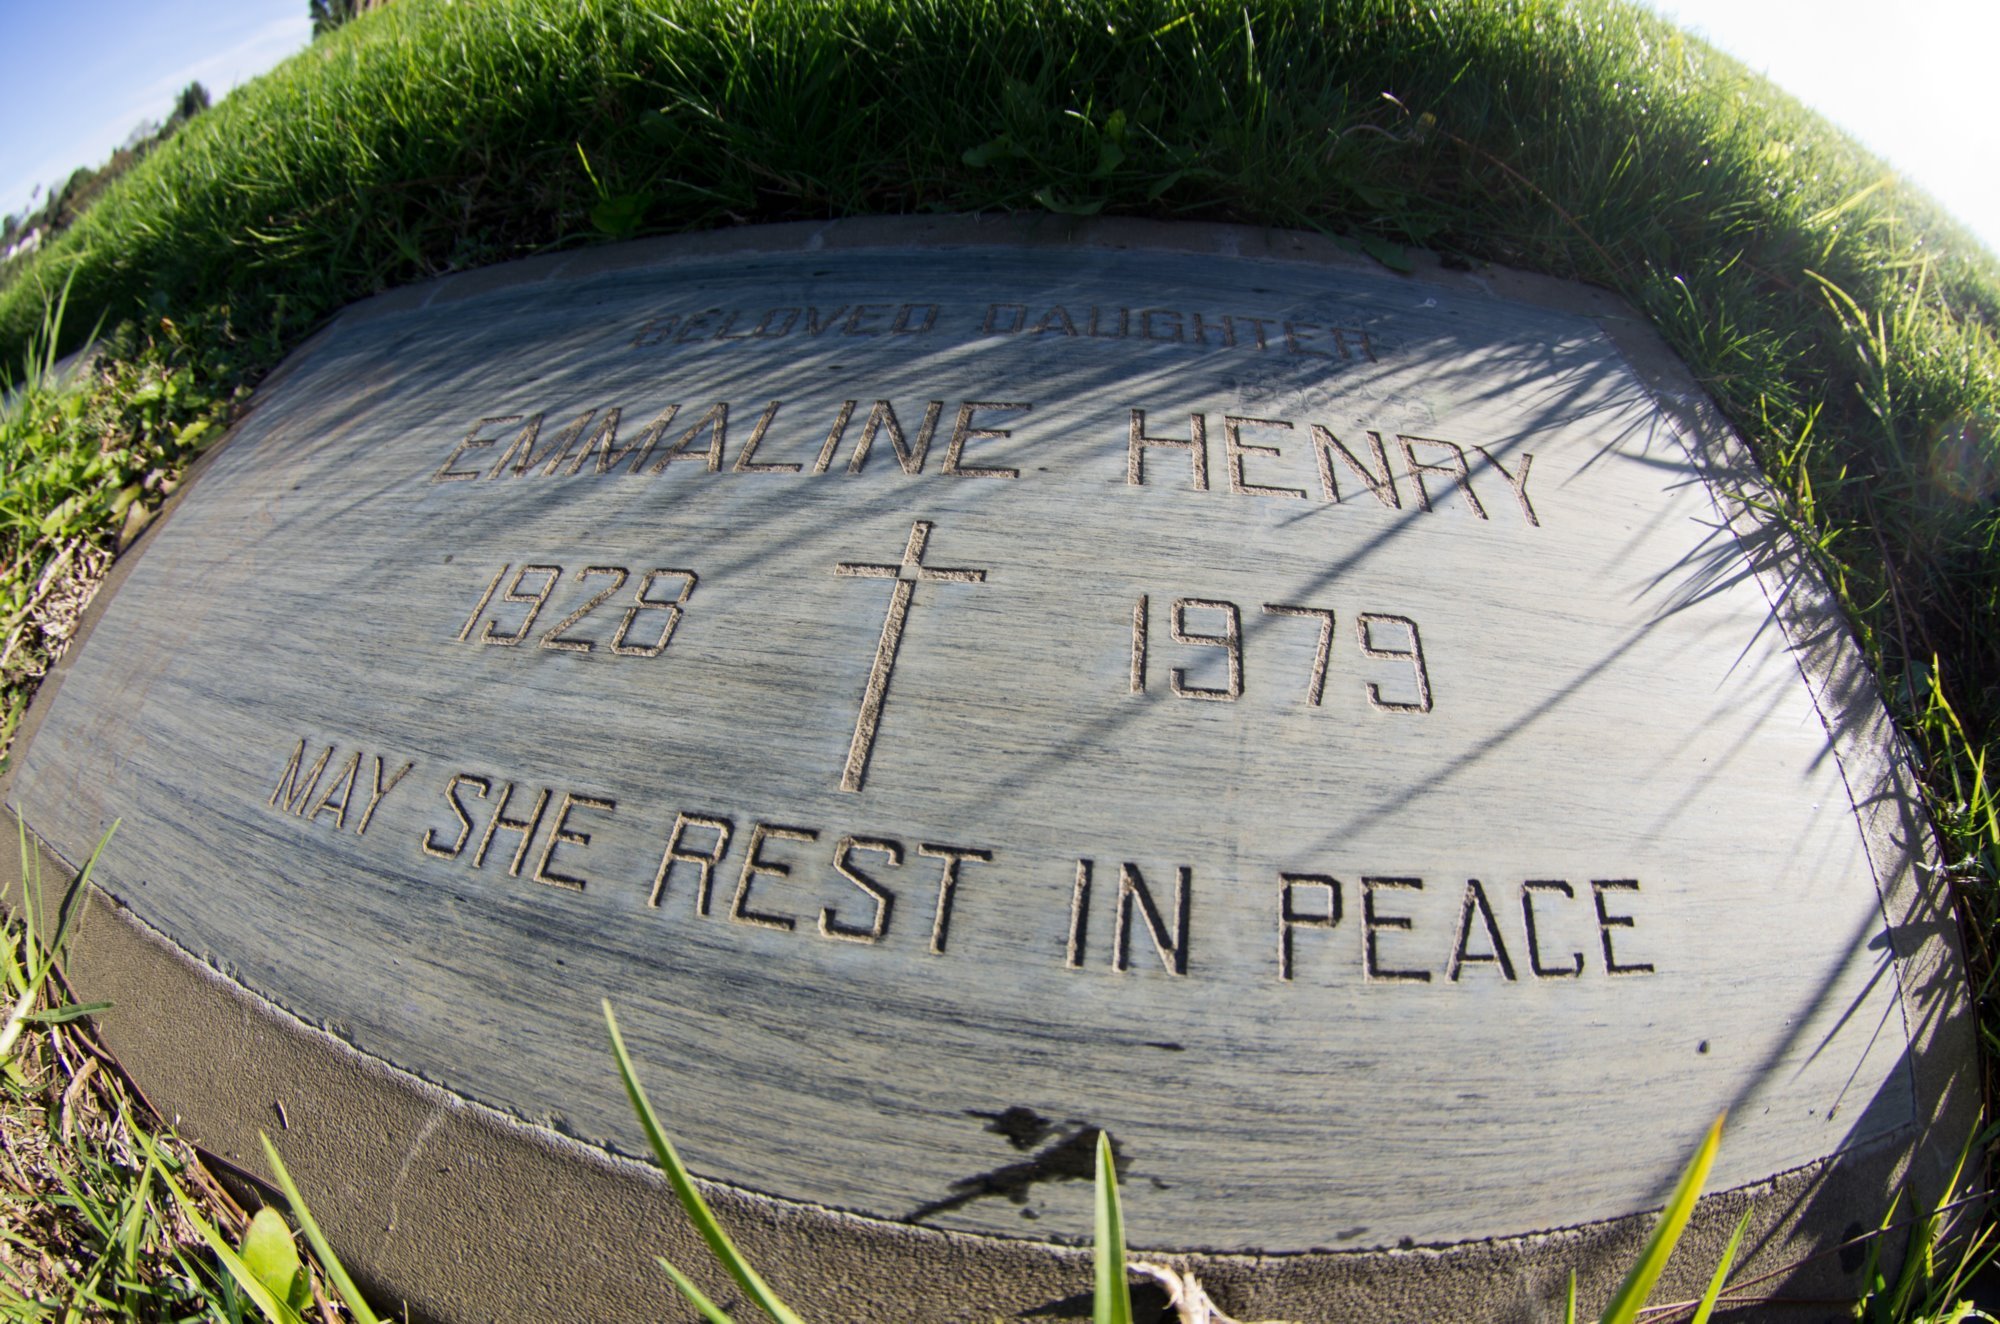 BELOVED DAUGHTER
EMMALINE HENRY
1928 1979
MAY SHE REST IN PEACE